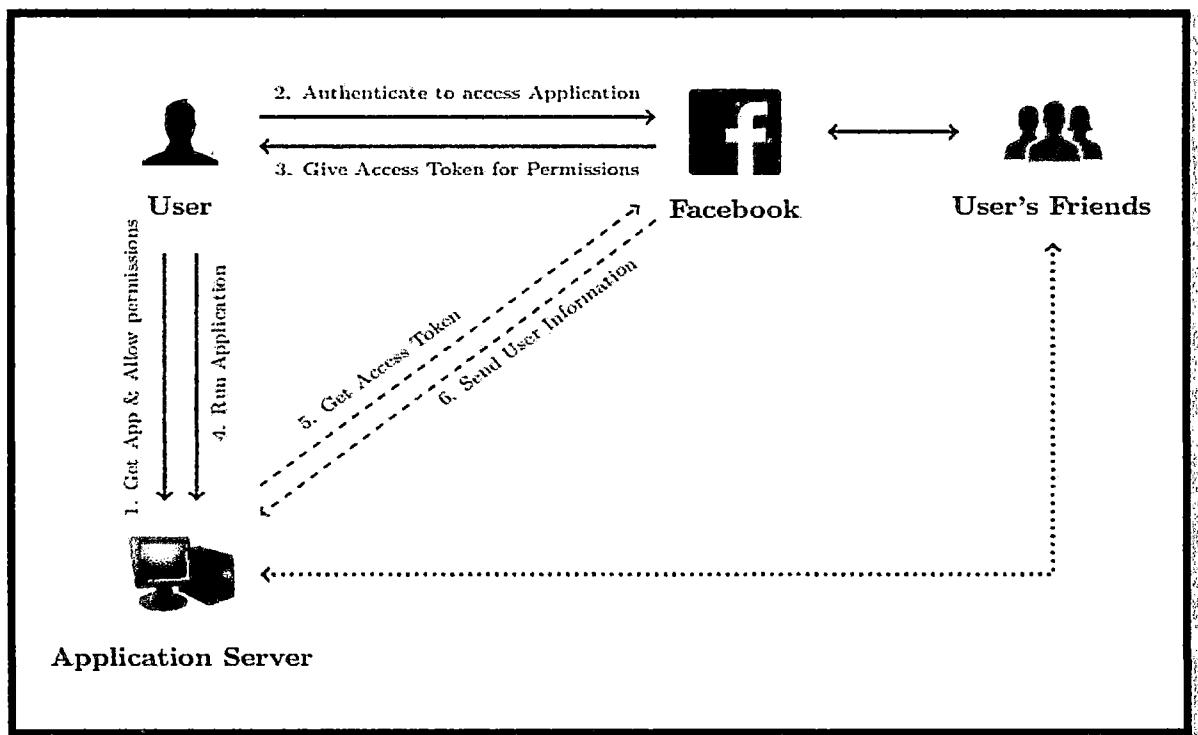 2. Authenticate to access Application
3. Give Access Token for Permissions
User
Facebook
User's Friends
1. Get App & Allow permissions
4. Run Application
5. Get Access Token
6. Send User Information
Application Server